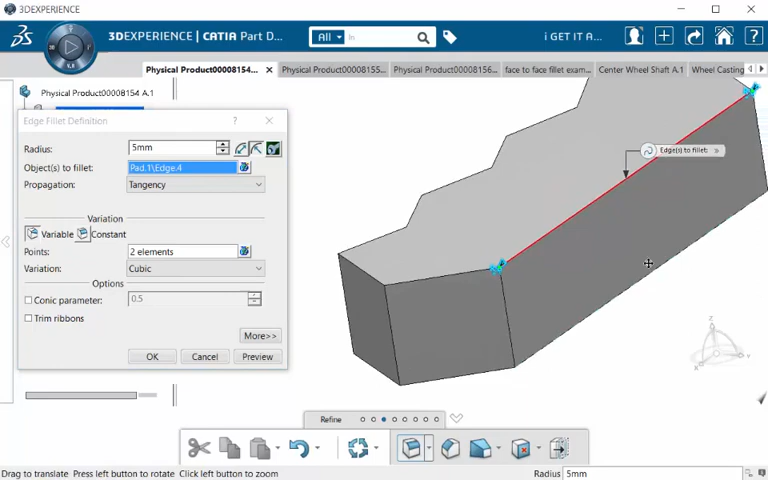 3DEXPERIENCE
3DEXPERIENCE | CATIA Part D...
All
in
i GET IT A...
V.R
Physical Product00008154...
Physical Product00008155...
Physical Product00008156...
face to face fillet exam...
Center Wheel Shaft A.1
Wheel Casting
Physical Product00008154 A.1
Edge Fillet Definition
?
Radius:
5mm
Object(s) to fillet:
Pad.1\Edge.4
Propagation:
Tangency
Variation
Variable
Constant
Points:
2 elements
Variation:
Cubic
Options
Conic parameter:
0.5
Trim ribbons
More>>
OK
Cancel
Preview
Edge(s) to fillet:
»
Z
Y
Refine
Drag to translate Press left button to rotate Click left button to zoom
Radius
5mm